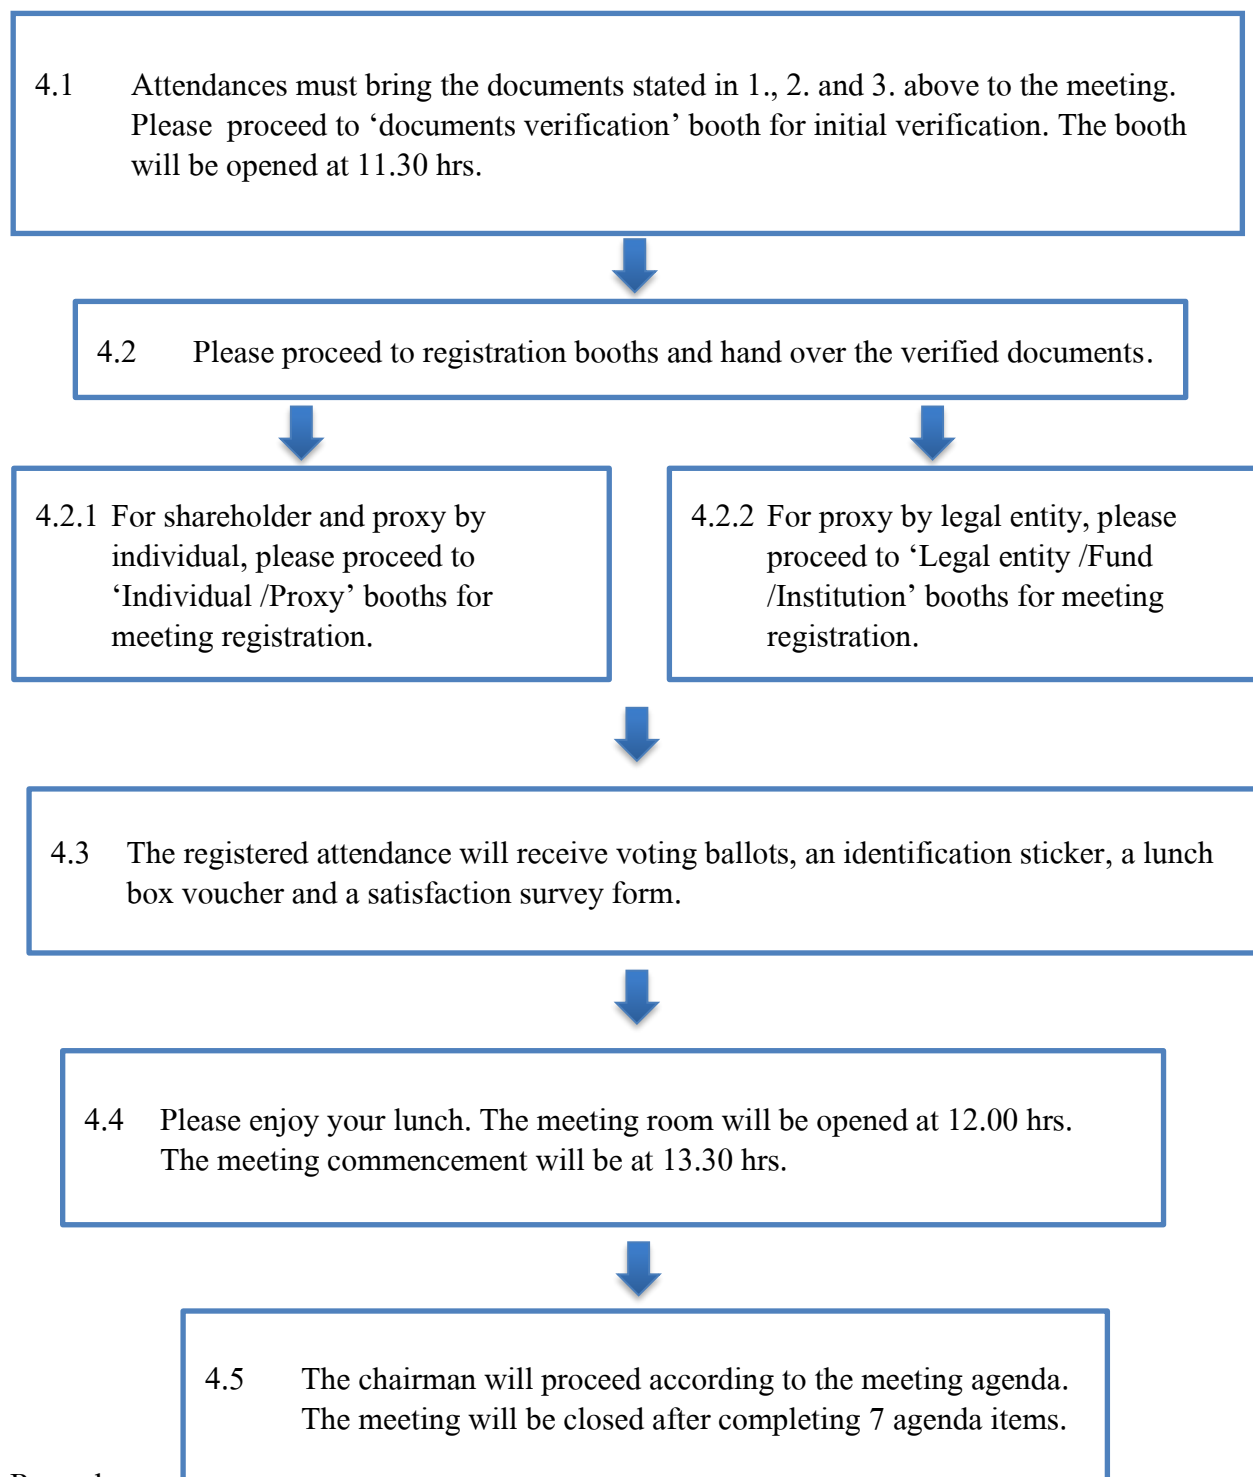 4.1 Attendances must bring the documents stated in 1., 2. and 3. above to the meeting.
Please proceed to ‘documents verification’ booth for initial verification. The booth
will be opened at 11.30 hrs.
4.2 Please proceed to registration booths and hand over the verified documents.
4.2.1 For shareholder and proxy by
individual, please proceed to
‘Individual /Proxy’ booths for
meeting registration.
4.2.2 For proxy by legal entity, please
proceed to ‘Legal entity /Fund
/Institution’ booths for meeting
registration.
4.3 The registered attendance will receive voting ballots, an identification sticker, a lunch
box voucher and a satisfaction survey form.
4.4 Please enjoy your lunch. The meeting room will be opened at 12.00 hrs.
The meeting commencement will be at 13.30 hrs.
4.5 The chairman will proceed according to the meeting agenda.
The meeting will be closed after completing 7 agenda items.